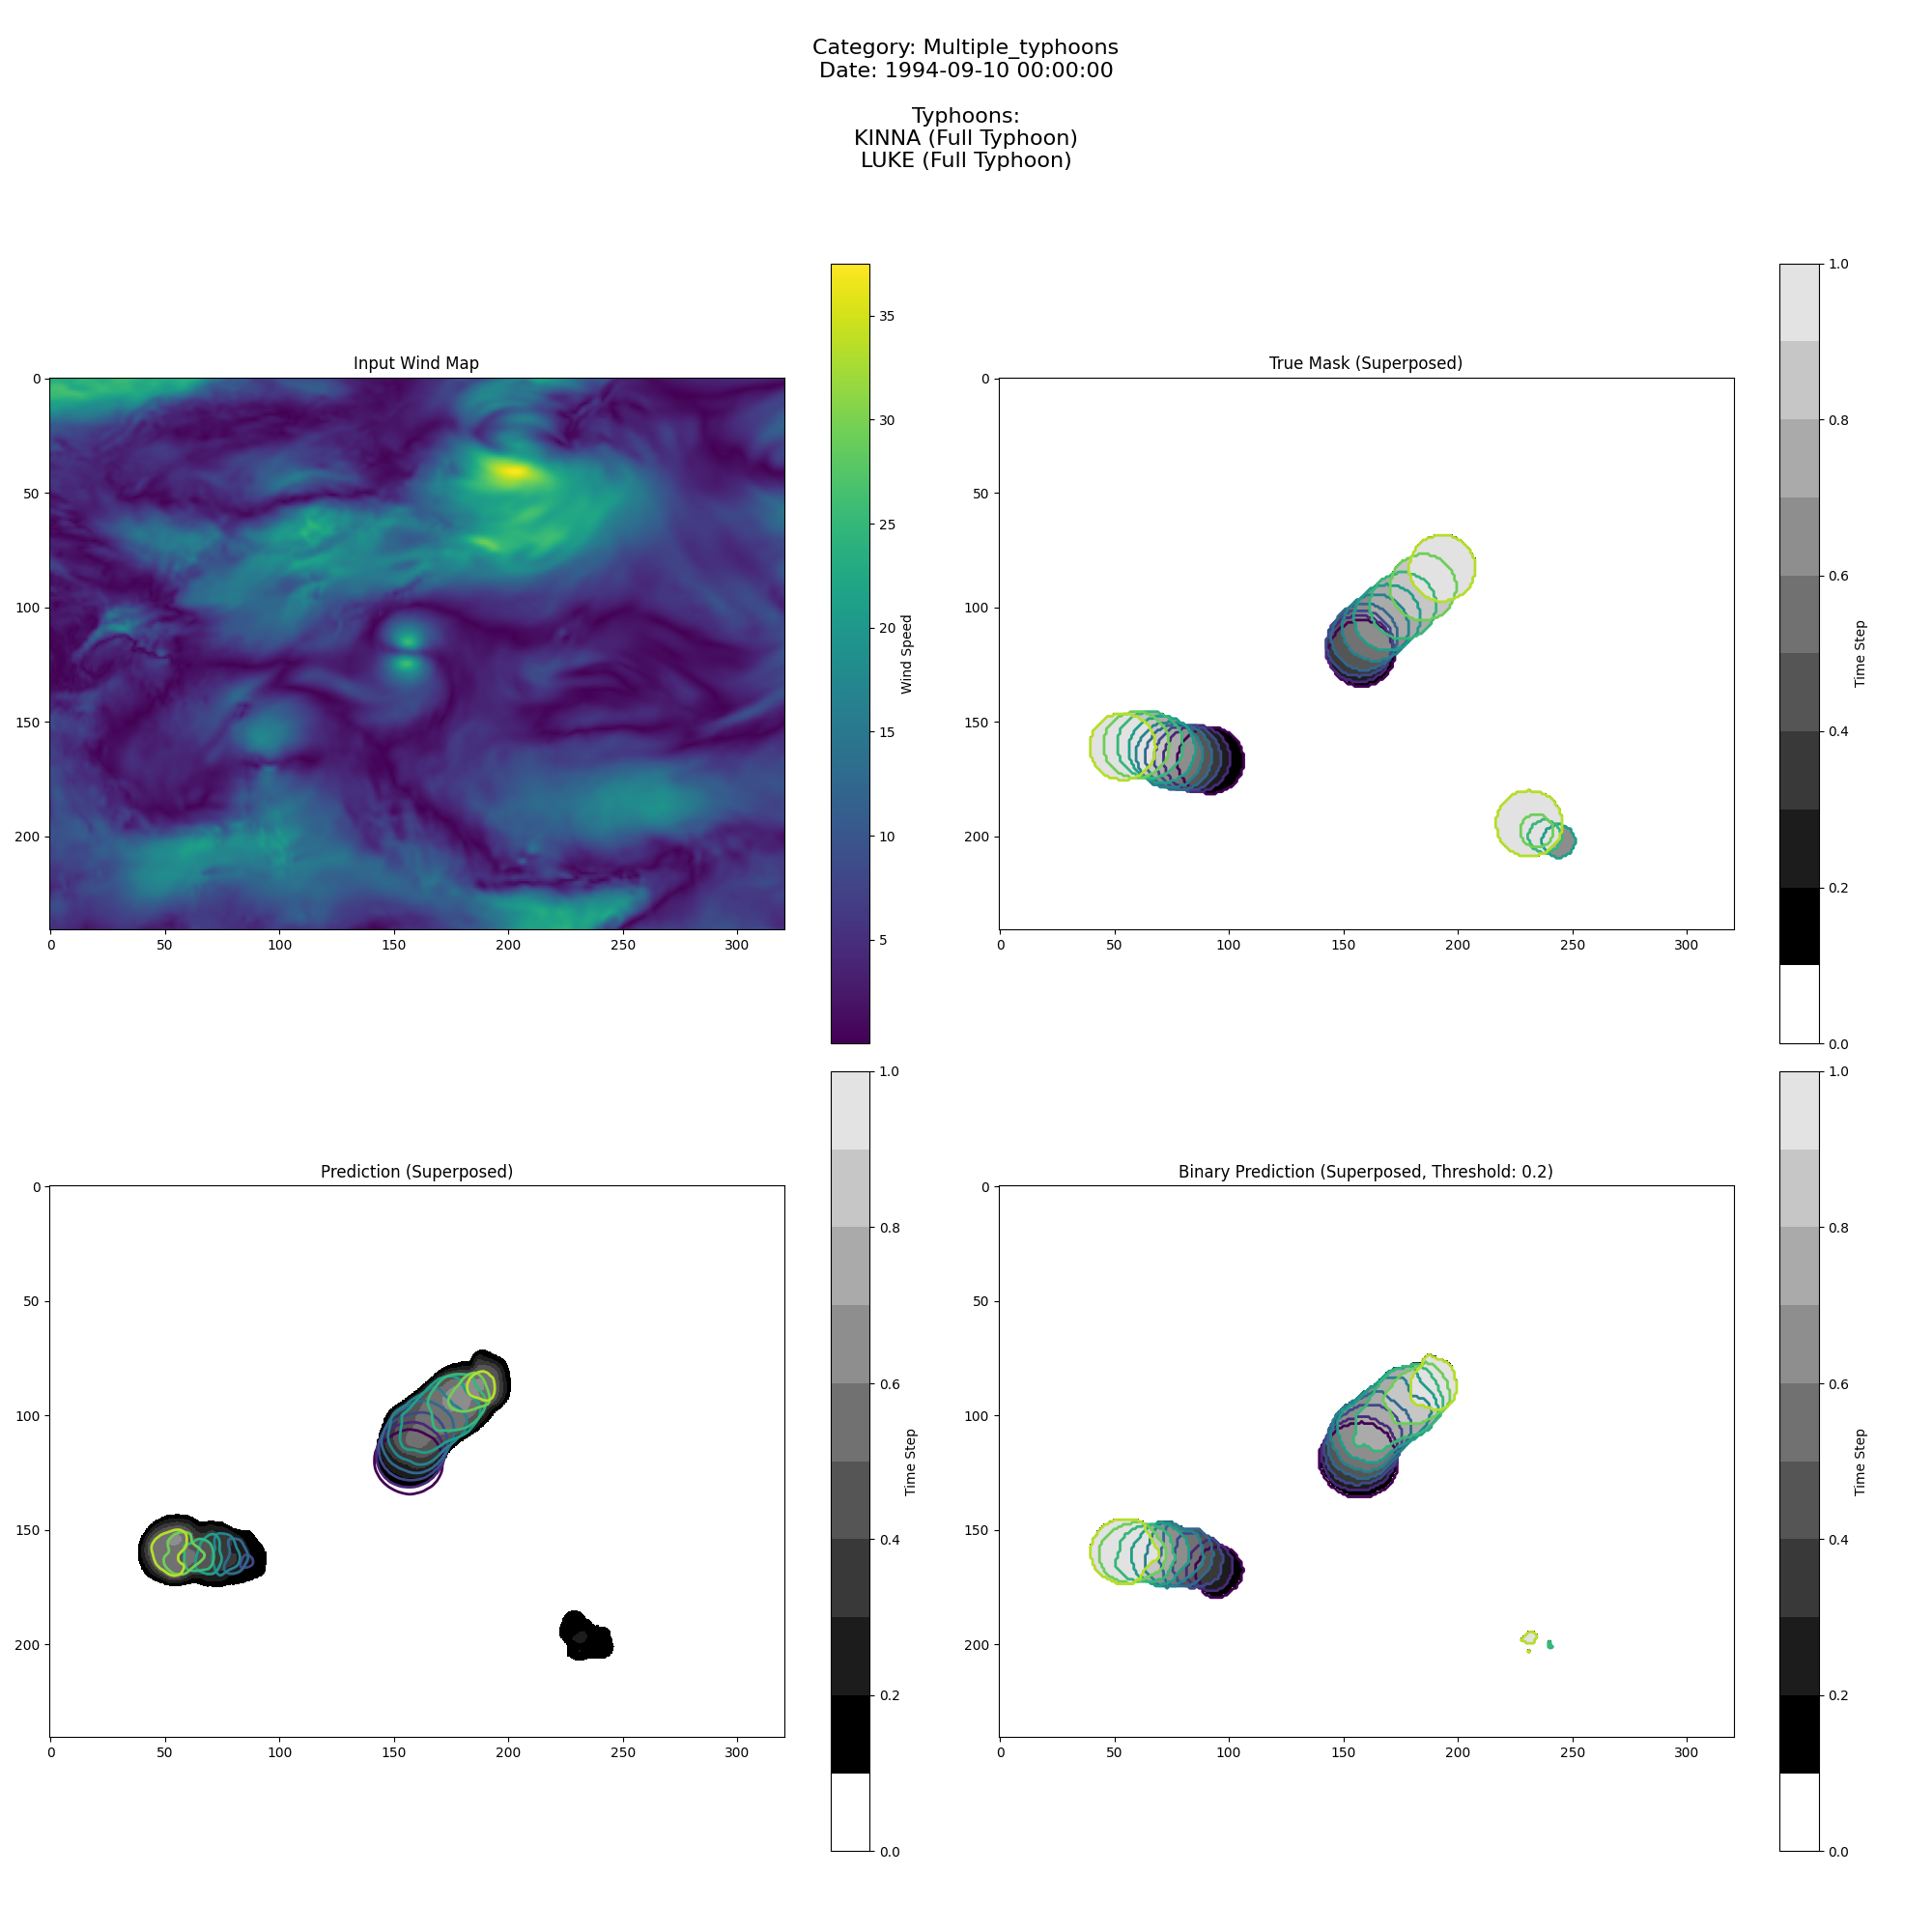 Category: Multiple_typhoons
Date: 1994-09-10 00:00:00
Typhoons:
KINNA (Full Typhoon)
LUKE (Full Typhoon)
Input Wind Map
0
50
100
150
200
0 50 100 150 200 250 300
35
30
25
20
15
10
5
Wind Speed
True Mask (Superposed)
0
50
100
150
200
0 50 100 150 200 250 300
1.0
0.8
0.6
0.4
0.2
0.0
Time Step
Prediction (Superposed)
0
50
100
150
200
0 50 100 150 200 250 300
1.0
0.8
0.6
0.4
0.2
0.0
Time Step
Binary Prediction (Superposed, Threshold: 0.2)
0
50
100
150
200
0 50 100 150 200 250 300
1.0
0.8
0.6
0.4
0.2
0.0
Time Step